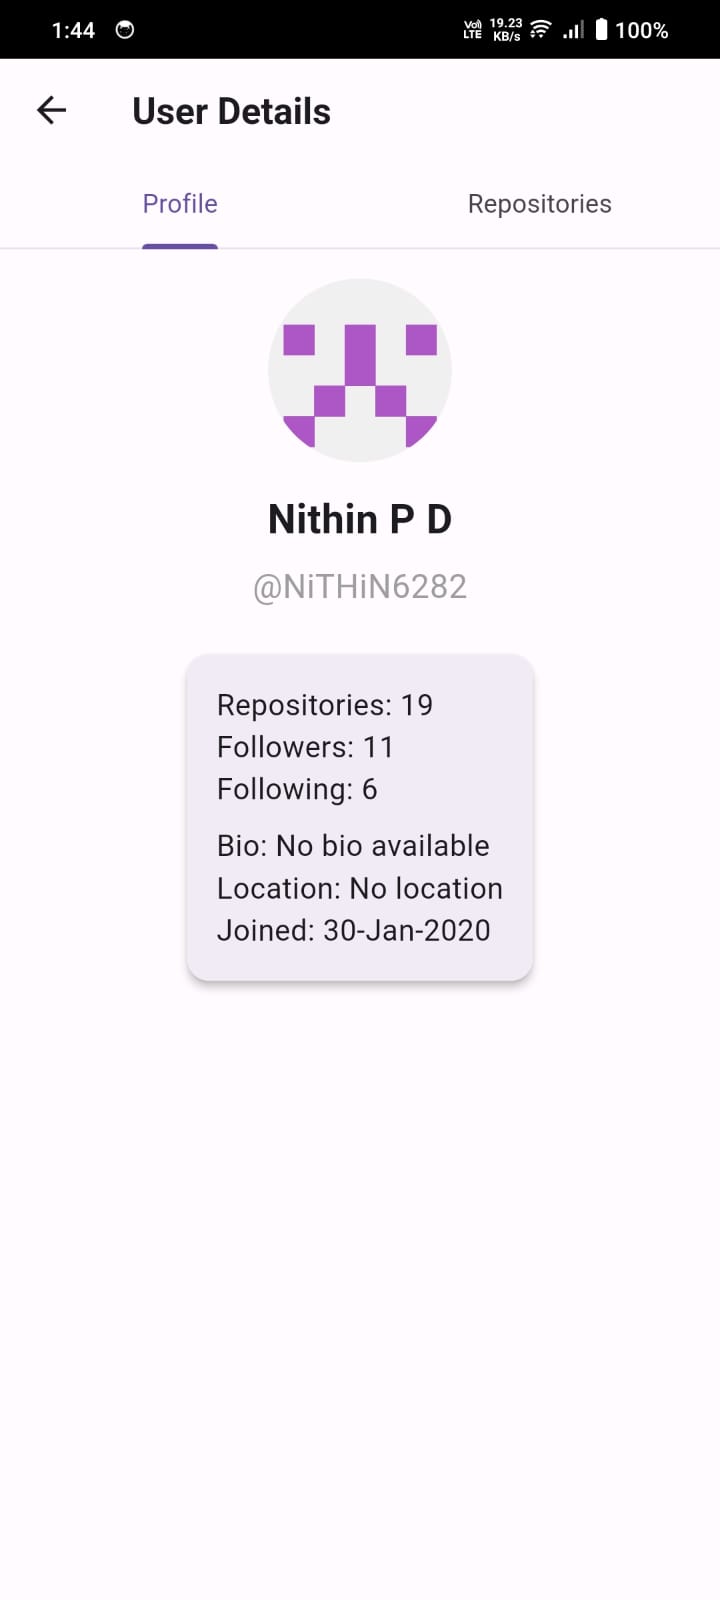 1:44
Vo) LTE
19.23 KB/s
100%
User Details
Profile
Repositories
Nithin P D
@NiTHiN6282
Repositories: 19
Followers: 11
Following: 6
Bio: No bio available
Location: No location
Joined: 30-Jan-2020